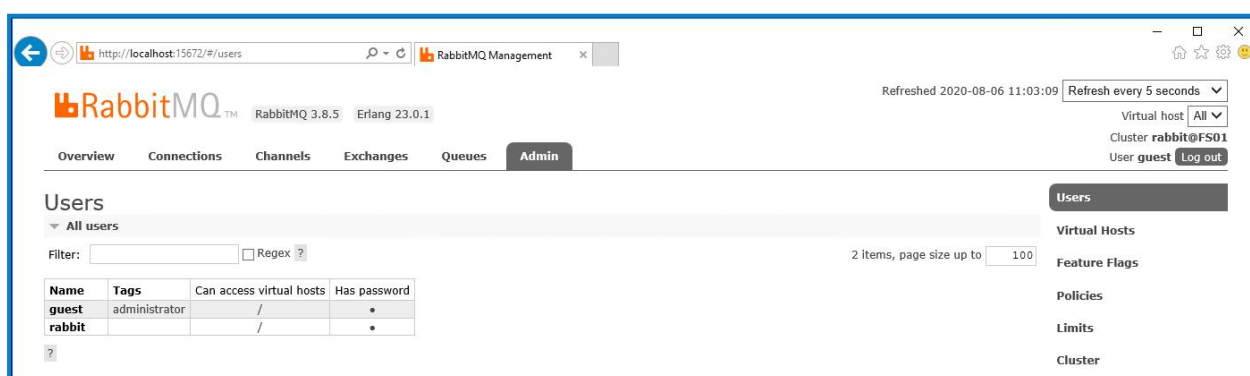 http://localhost:15672/#/users
RabbitMQ Management
Refreshed 2020-08-06 11:03:09 Refresh every 5 seconds
RabbitMQ TM RabbitMQ 3.8.5 Erlang 23.0.1
Virtual host All
Cluster rabbit@FS01
User guest Log out
Overview Connections Channels Exchanges Queues Admin
Users
All users
Filter: Regex ? 2 items, page size up to 100
Name Tags Can access virtual hosts Has password
guest administrator / •
rabbit / •
?
Users
Virtual Hosts
Feature Flags
Policies
Limits
Cluster